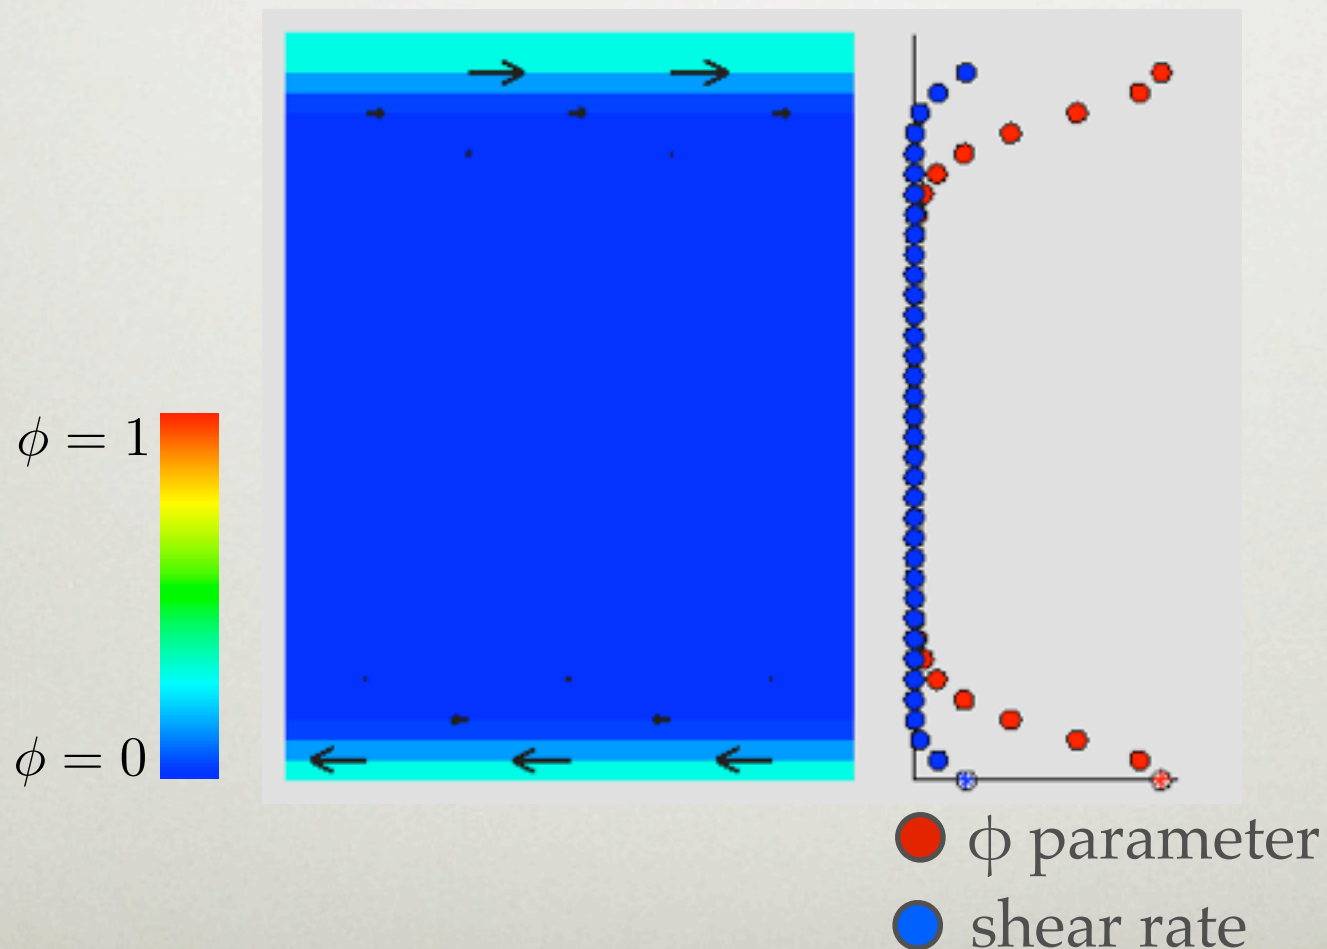 ϕ = 1
ϕ = 0
ϕ parameter
shear rate